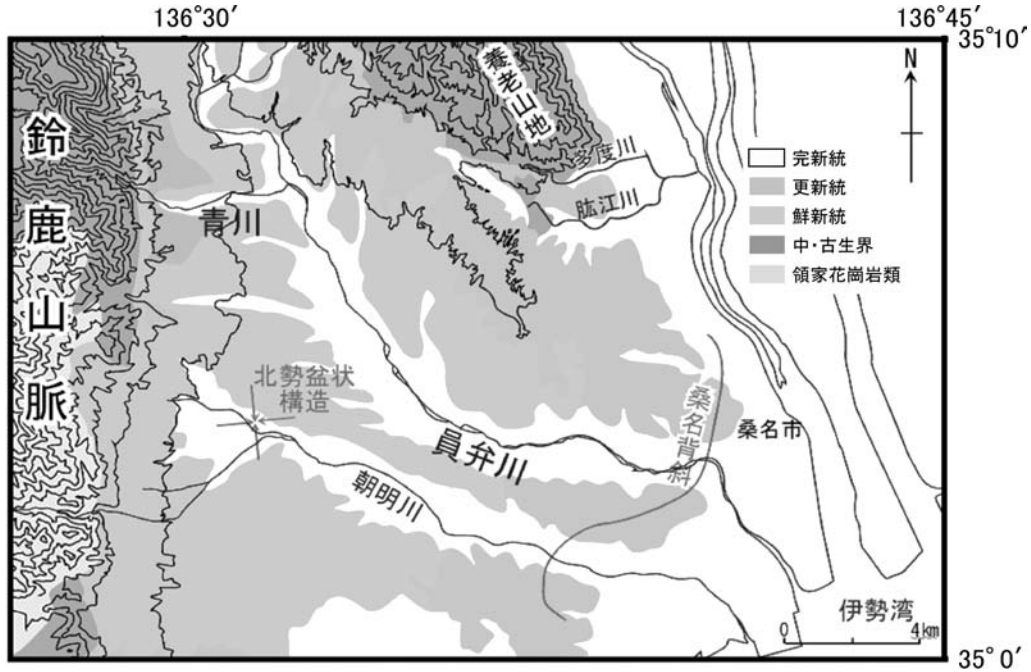 136°30′
136°45′
35°10′
N
養老山地
鈴鹿山脈
多度川
肱江川
青川
完新統
更新統
鮮新統
中・古生界
領家花崗岩類
北勢盆状
構造
桑名背斜
桑名市
員弁川
朝明川
伊勢湾
0 4km
35°0′